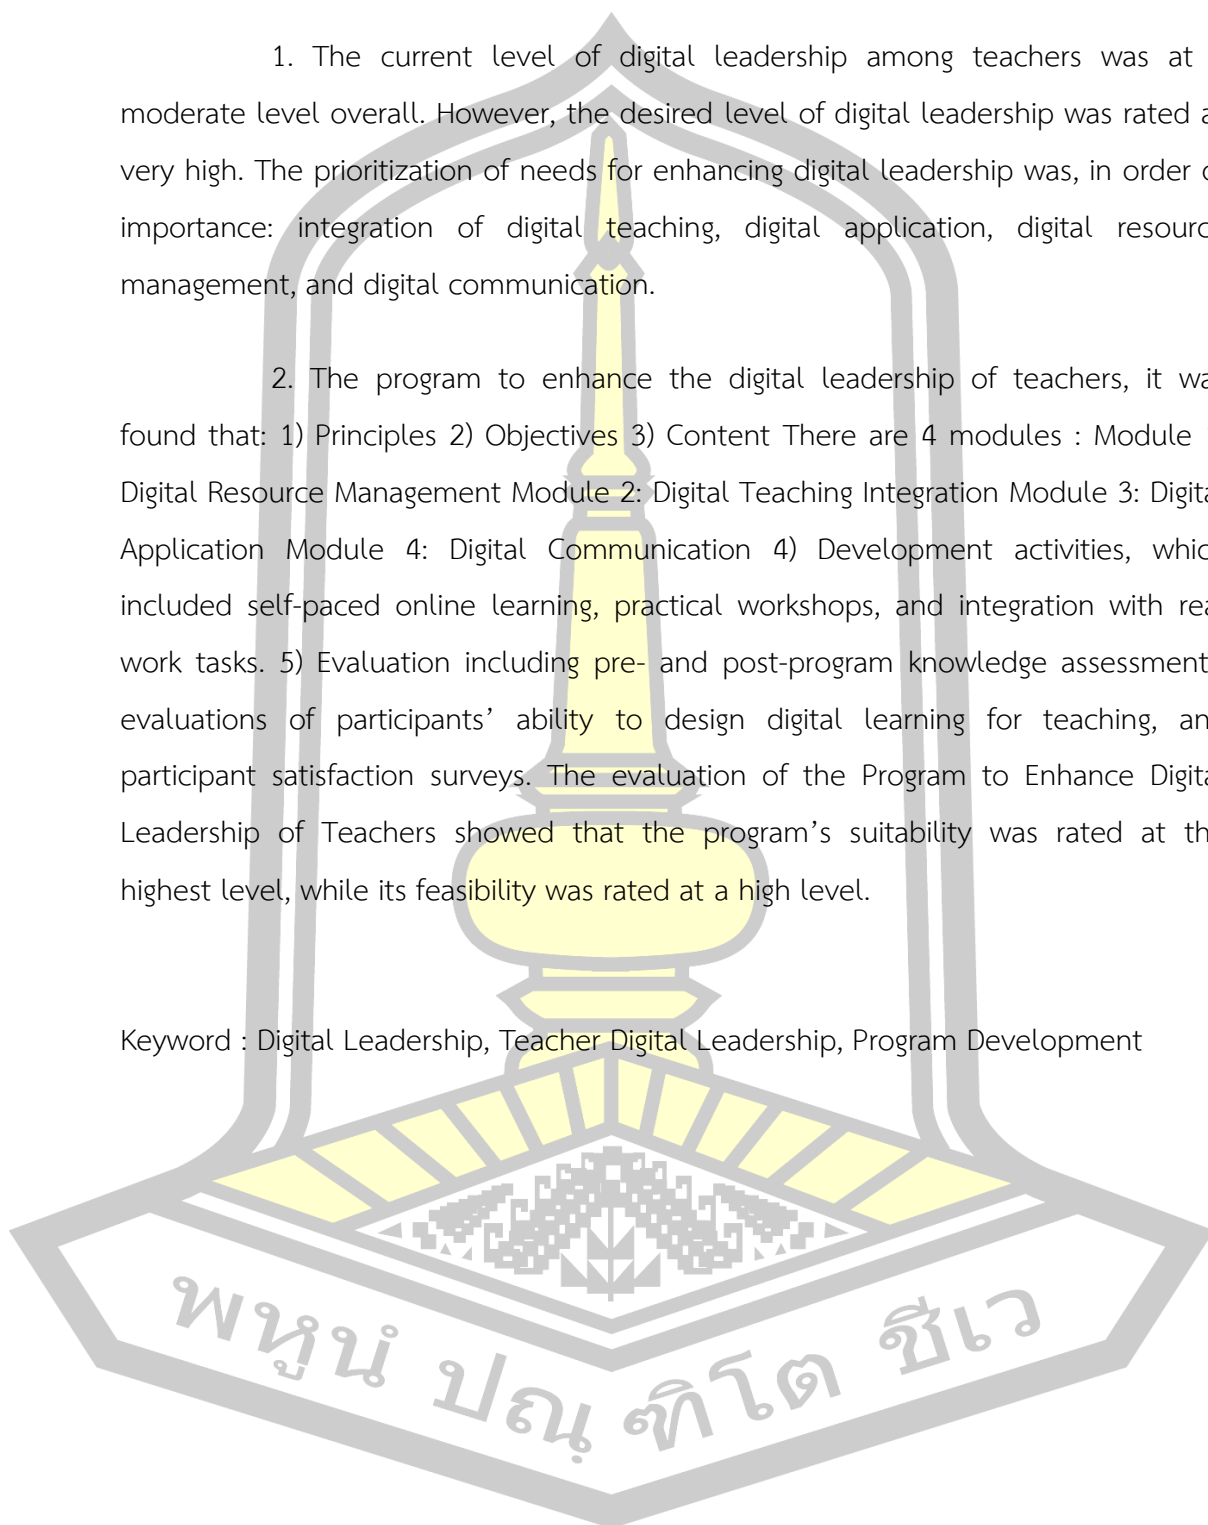 1. The current level of digital leadership among teachers was at
moderate level overall. However, the desired level of digital leadership was rated
very high. The prioritization of needs for enhancing digital leadership was, in order
importance: integration of digital teaching, digital application, digital
management, and digital communication.
2. The program to enhance the digital leadership of teachers, it
found that: 1) Principles 2) Objectives 3) Content There are 4 modules : Module
Digital Resource Management Module 2: Digital Teaching Integration Module 3:
Application Module 4: Digital Communication 4) Development activities,
included self-paced online learning, practical workshops, and integration with
work tasks. 5) Evaluation including pre- and post-program knowledge assessment
evaluations of participants’ ability to design digital learning for teaching,
participant satisfaction surveys. The evaluation of the Program to Enhance
Leadership of Teachers showed that the program’s suitability was rated at
highest level, while its feasibility was rated at a high level.
Keyword : Digital Leadership, Teacher Digital Leadership, Program Development
พหูนํ ปณฺฑิโต ชีเว